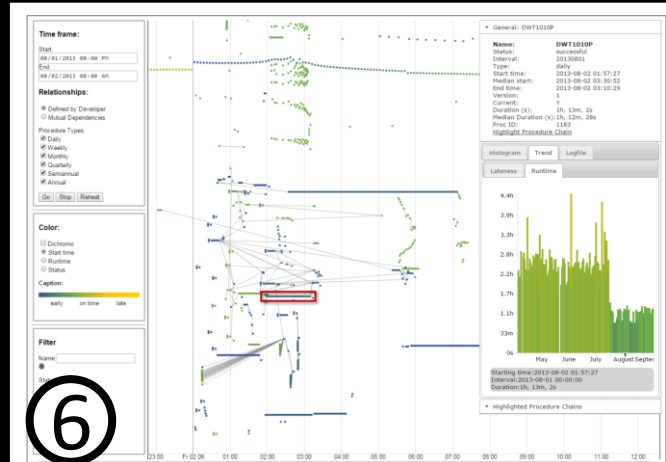 Time frame:
Start:
08/01/2013 08:00 PM
End:
08/02/2013 08:00 AM
Relationships:
Defined by Developer
Mutual Dependencies
Procedure Types:
Daily
Weekly
Monthly
Quarterly
Semiannual
Annual
Go Stop Reheat
Color:
Dichromic
Start time
Runtime
Status
Caption:
early on time late
Filter
Name:
6
23:00 Fr 02.08 01:00 02:00 03:00 04:00 05:00 06:00 07:00 08:00 09:00 10:00 11:00 12:00
General: DWT1010P
Name: DWT1010P
Status: successful
Interval: 20130801
Type: daily
Start time: 2013-08-02 01:57:27
Median start: 2013-08-02 03:30:52
End time: 2013-08-02 03:10:29
Version: 1
Current: Y
Duration (s): 1h, 13m, 2s
Median Duration (s): 1h, 12m, 28s
Proc ID: 1183
Highlight Procedure Chain
Histogram Trend Logfile
Lateness Runtime
4.4h
3.9h
3.3h
2.8h
2.2h
1.7h
1.1h
33m
0s
May June July August Septer
Starting time:2013-08-02 01:57:27
Interval:2013-08-01 00:00:00
Duration:1h, 13m, 2s
Highlighted Procedure Chains